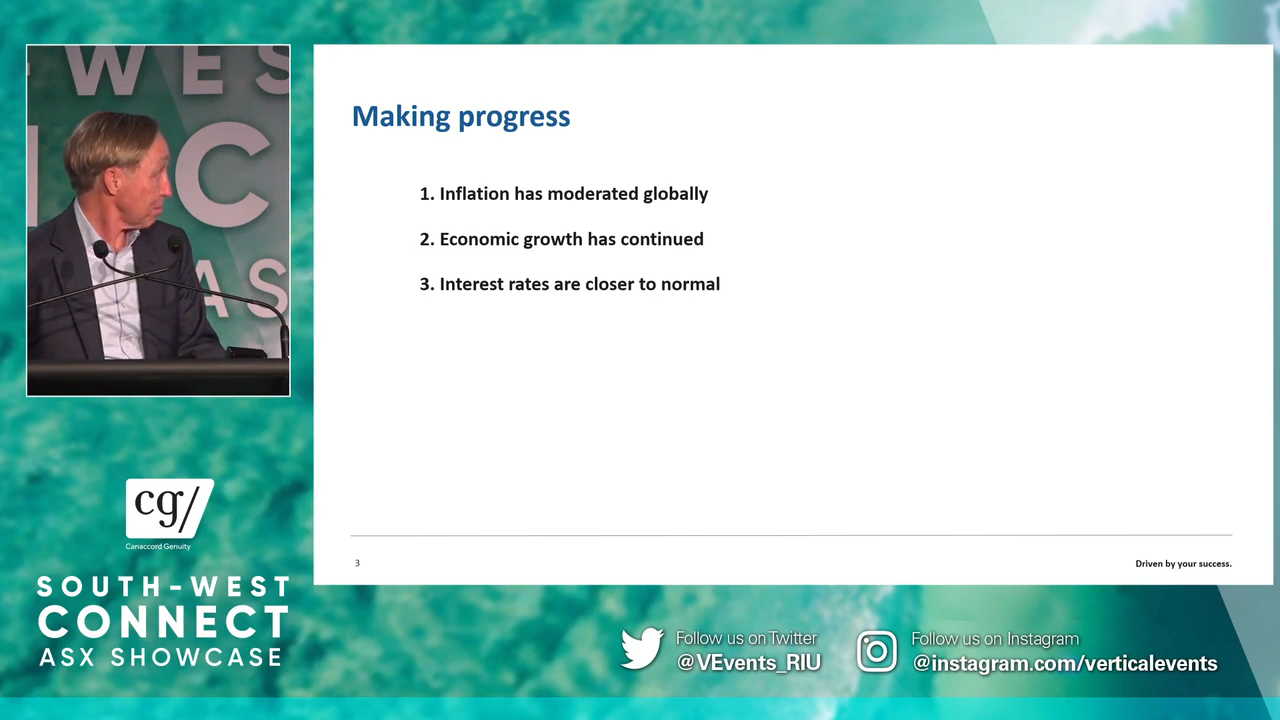 WES
C
AS
Making progress
1. Inflation has moderated globally
2. Economic growth has continued
3. Interest rates are closer to normal
3
Driven by your success.
cg/
Canaccord Genuity
SOUTH-WEST
CONNECT
ASX SHOWCASE
Follow us on Twitter
@VEvents_RIU
Follow us on Instagram
@instagram.com/verticalevents